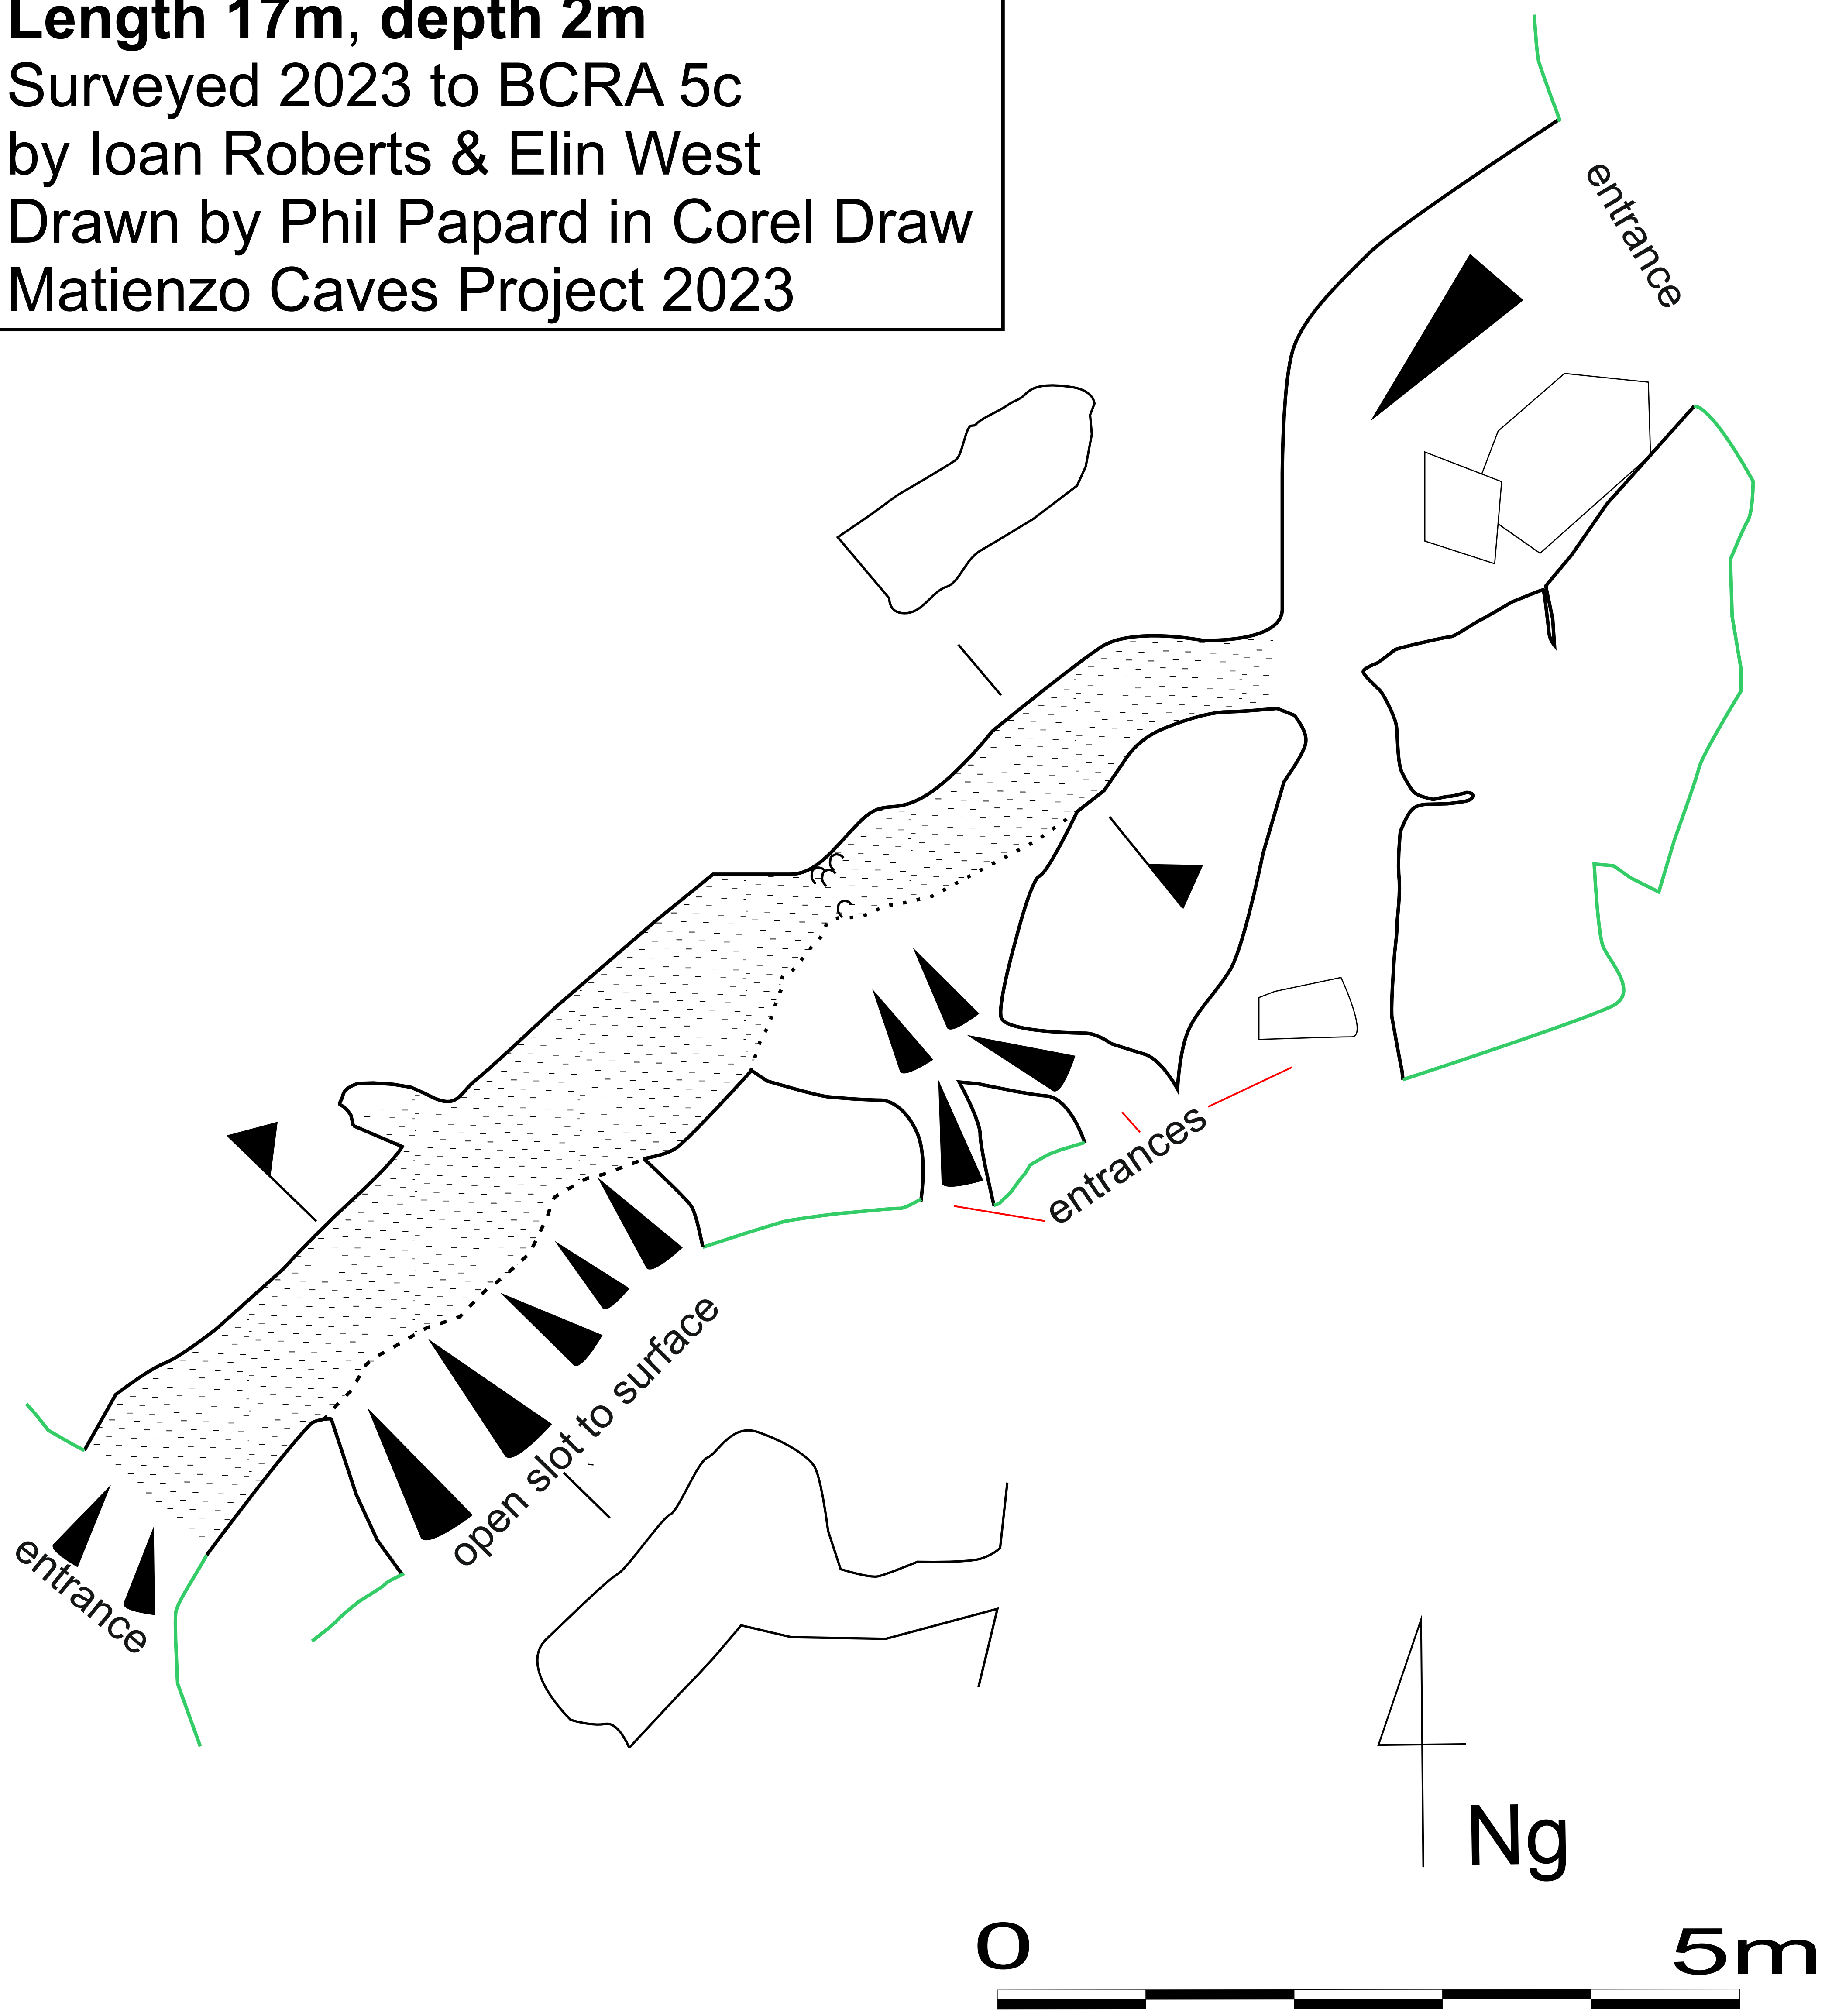 Length 17m, depth 2m
Surveyed 2023 to BCRA 5c
by Ioan Roberts & Elin West
Drawn by Phil Papard in Corel Draw
Matienzo Caves Project 2023
entrance
entrances
open slot to surface
entrance
Ng
0 5m